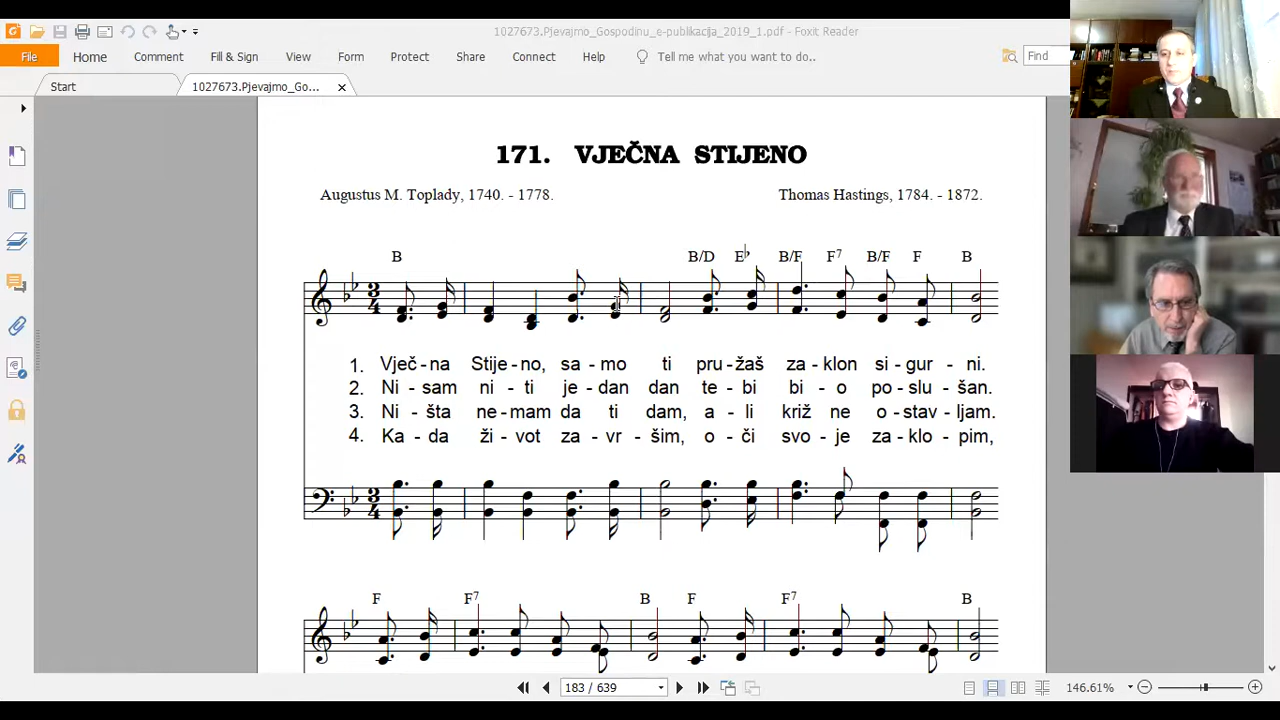 1027673.Pjevajmo_Gospodinu_e-publikacija_2019_1.pdf - Foxit Reader
File Home Comment Fill & Sign View Form Protect Share Connect Help Tell me what you want to do.. Find
Start 1027673.Pjevajmo_Go...
171. VJEČNA STIJENO
Augustus M. Toplady, 1740. - 1778. Thomas Hastings, 1784. - 1872.
B B/D E♭ B/F F7 B/F F B
3/4
1. Vječ - na Stije - no, sa - mo ti pru - žaš za - klon si - gur - ni.
2. Ni - sam ni - ti je - dan dan te - bi bi - o po - slu - šan.
3. Ni - šta ne - mam da ti dam, a - li križ ne o - stav - ljam.
4. Ka - da ži - vot za - vr - šim, o - či svo - je za - klo - pim,
3/4
F F7 B F F7 B
183 / 639 146.61%